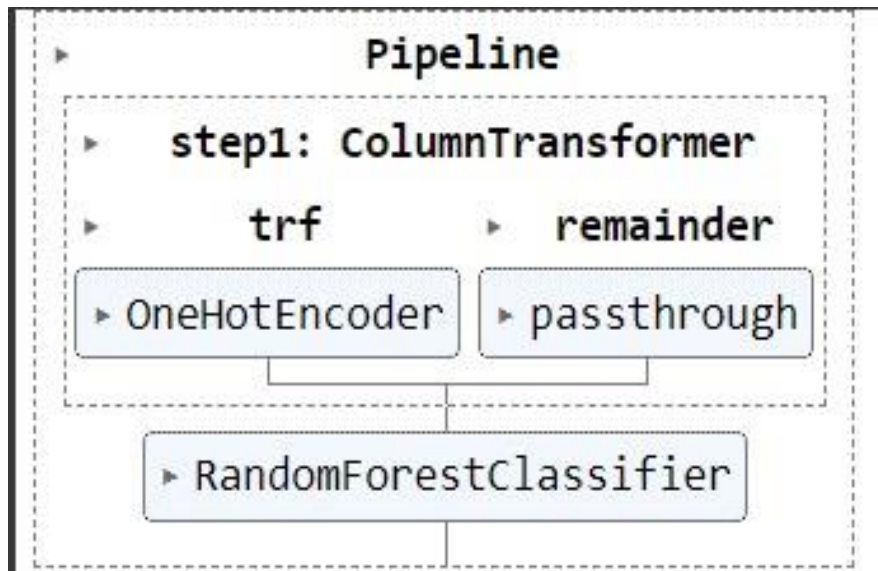 Pipeline
step1: ColumnTransformer
trf remainder
OneHotEncoder passthrough
RandomForestClassifier